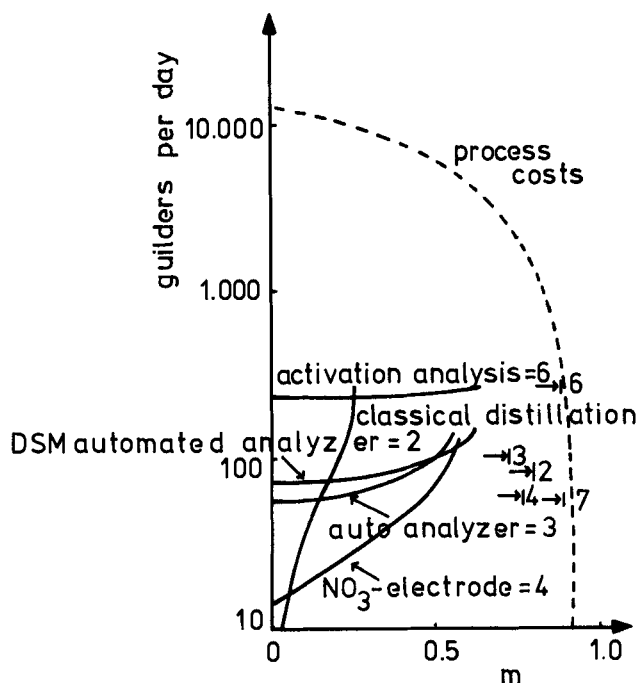 guilders per day
10.000
process
costs
1.000
activation analysis=6
6
classical distillation
DSM automated analyzer=2
3
100
2
4
7
auto analyzer=3
NO₃-electrode=4
10
0
0.5
1.0
m